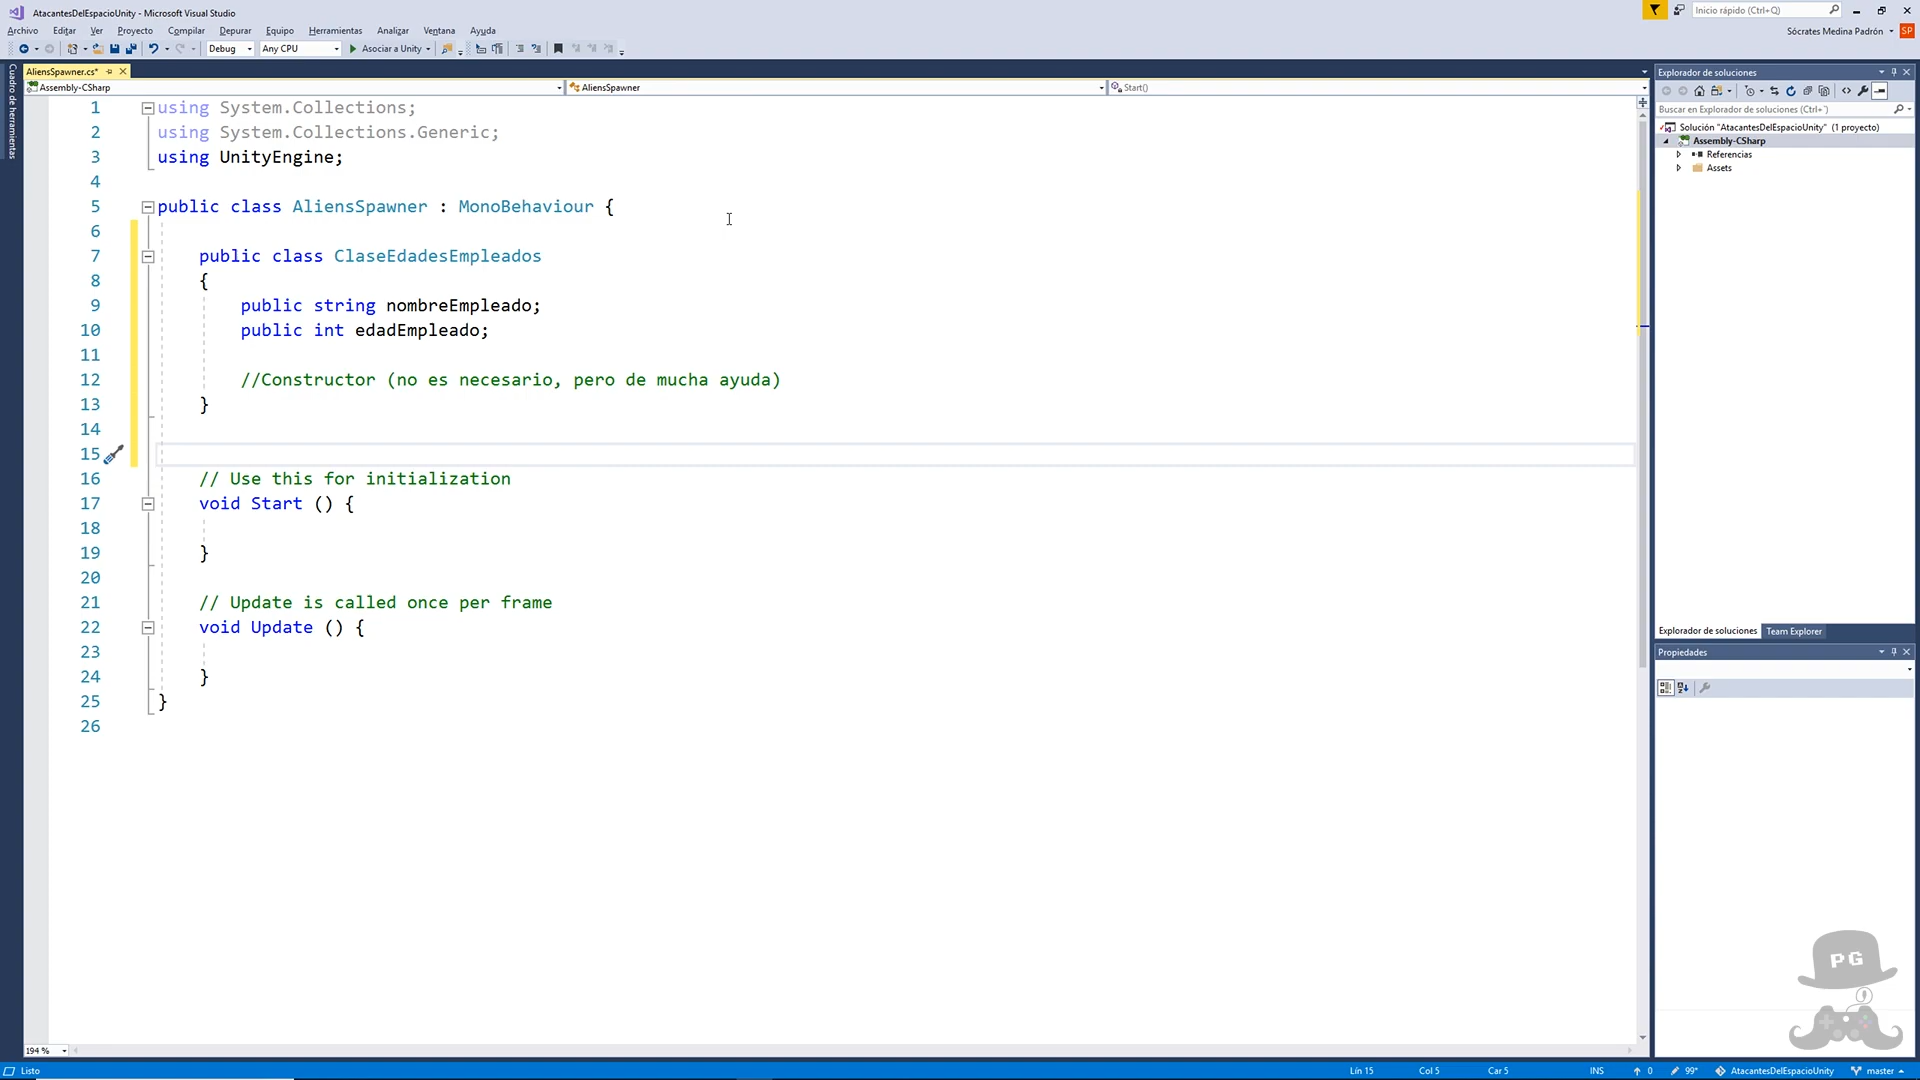 AtacantesDelEspacioUnity - Microsoft Visual Studio
Inicio rápido (Ctrl+Q)
Archivo Editar Ver Proyecto Compilar Depurar Equipo Herramientas Analizar Ventana Ayuda
Sócrates Medina Padrón SP
Debug Any CPU Asociar a Unity
Cuadro de herramientas
AliensSpawner.cs*
Assembly-CSharp AliensSpawner Start()
1 using System.Collections;
2 using System.Collections.Generic;
3 using UnityEngine;
4
5 public class AliensSpawner : MonoBehaviour {
6
7 public class ClaseEdadesEmpleados
8 {
9 public string nombreEmpleado;
10 public int edadEmpleado;
11
12 //Constructor (no es necesario, pero de mucha ayuda)
13 }
14
15
16 // Use this for initialization
17 void Start () {
18
19 }
20
21 // Update is called once per frame
22 void Update () {
23
24 }
25 }
26
Explorador de soluciones
Buscar en Explorador de soluciones (Ctrl+`)
Solución "AtacantesDelEspacioUnity" (1 proyecto)
Assembly-CSharp
Referencias
Assets
Explorador de soluciones Team Explorer
Propiedades
PG
194 %
Listo Lín 15 Col 5 Car 5 INS 0 99* AtacantesDelEspacioUnity master